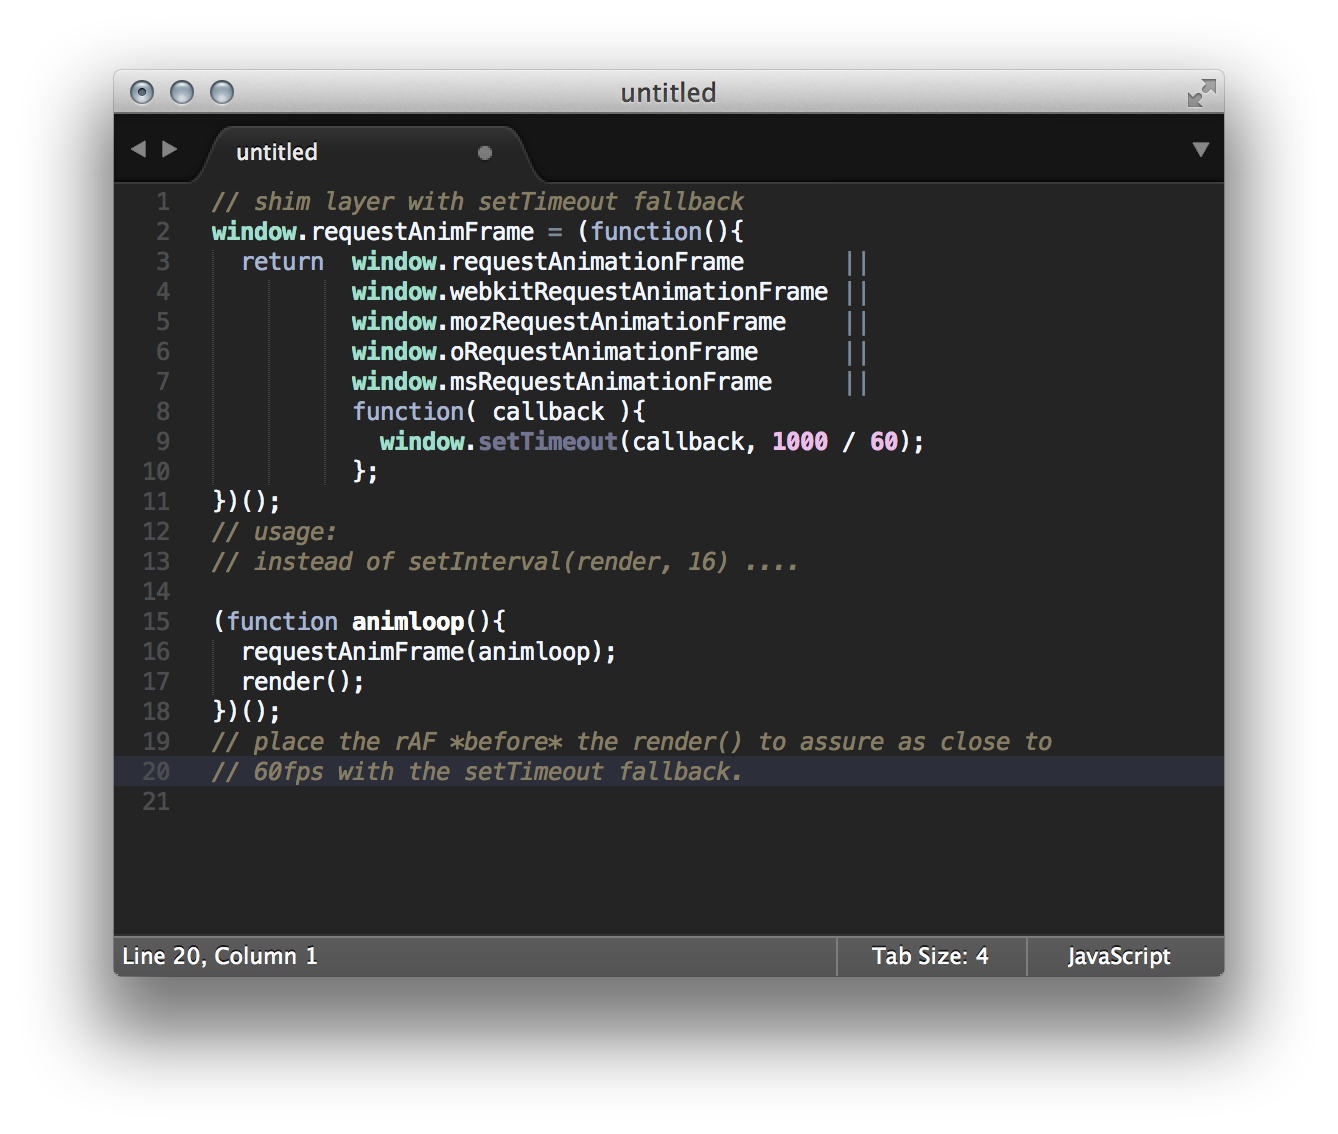 untitled
untitled
1 // shim layer with setTimeout fallback
2 window.requestAnimFrame = (function(){
3   return  window.requestAnimationFrame       ||
4           window.webkitRequestAnimationFrame ||
5           window.mozRequestAnimationFrame    ||
6           window.oRequestAnimationFrame      ||
7           window.msRequestAnimationFrame     ||
8           function( callback ){
9             window.setTimeout(callback, 1000 / 60);
10           };
11 })();
12 // usage:
13 // instead of setInterval(render, 16) ....
14
15 (function animloop(){
16   requestAnimFrame(animloop);
17   render();
18 })();
19 // place the rAF *before* the render() to assure as close to
20 // 60fps with the setTimeout fallback.
21
Line 20, Column 1 Tab Size: 4 JavaScript